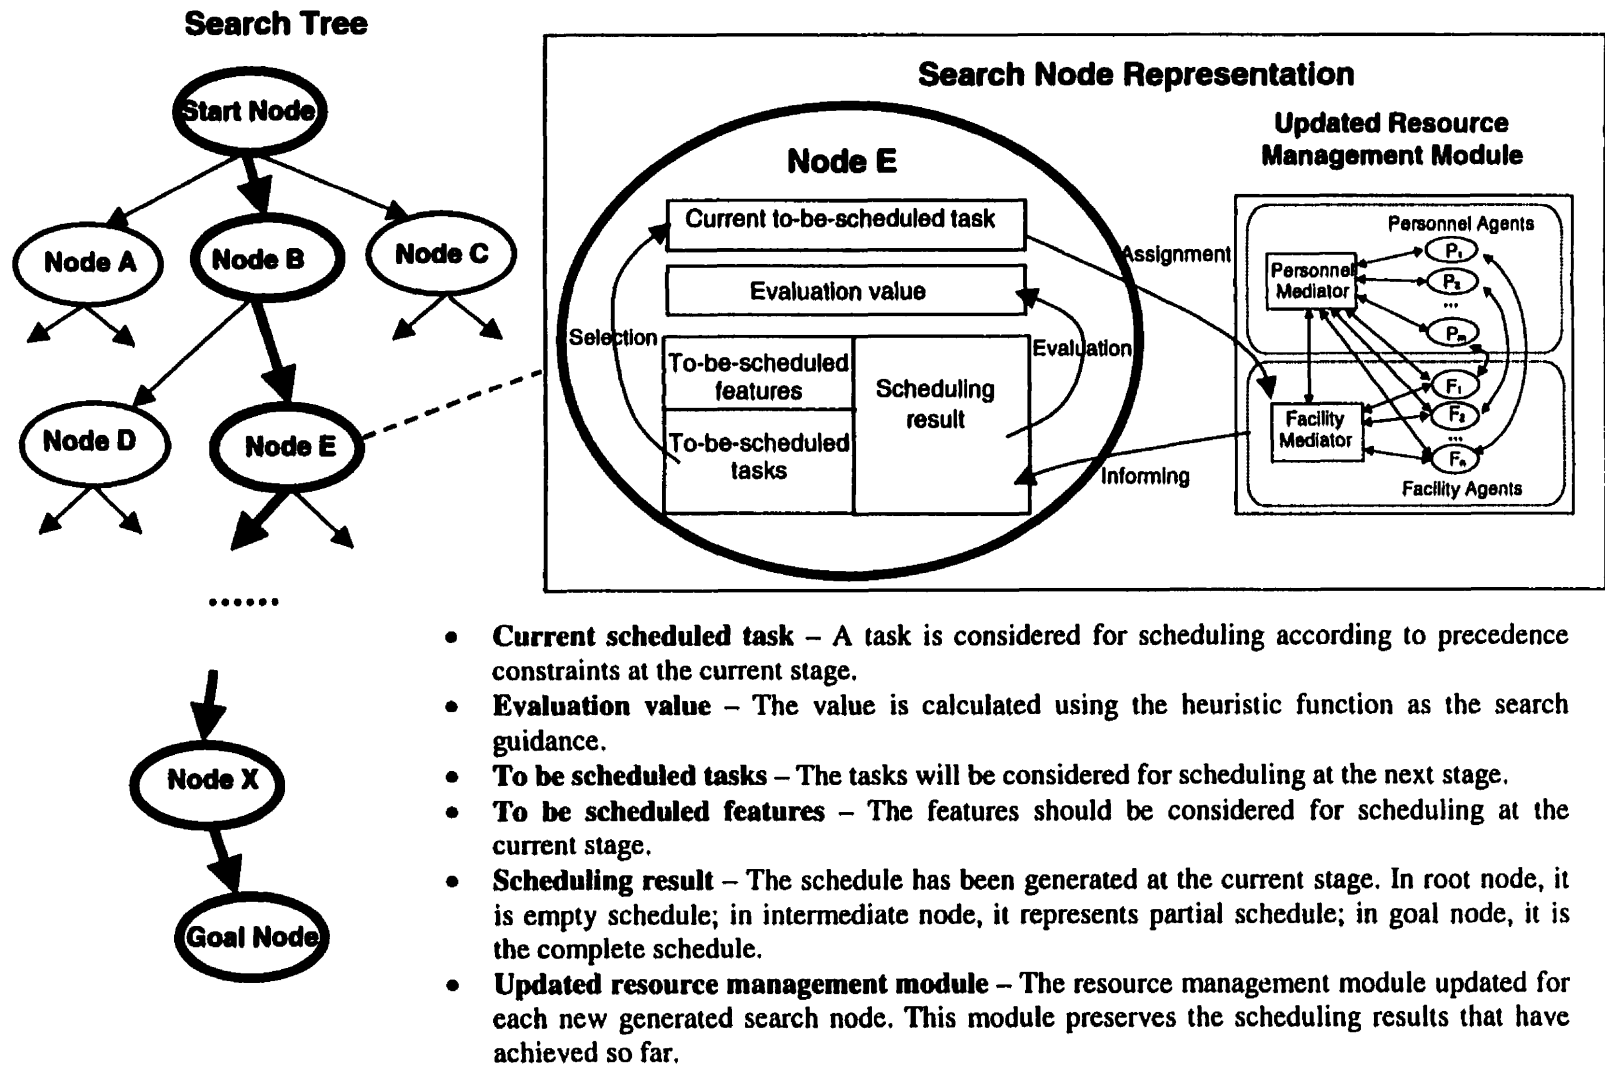 Search Tree
Start Node
Node A
Node B
Node C
Node D
Node E
......
Node X
Goal Node
Search Node Representation
Node E
Current to-be-scheduled task
Evaluation value
To-be-scheduled
features
To-be-scheduled
tasks
Scheduling
result
Selection
Evaluation
Assignment
Informing
Updated Resource
Management Module
Personnel Agents
Personnel
Mediator
P₁
P₂
...
Pₘ
Facility
Mediator
F₁
F₂
...
Fₙ
Facility Agents
• Current scheduled task – A task is considered for scheduling according to precedence
constraints at the current stage.
• Evaluation value – The value is calculated using the heuristic function as the search
guidance.
• To be scheduled tasks – The tasks will be considered for scheduling at the next stage.
• To be scheduled features – The features should be considered for scheduling at the
current stage.
• Scheduling result – The schedule has been generated at the current stage. In root node, it
is empty schedule; in intermediate node, it represents partial schedule; in goal node, it is
the complete schedule.
• Updated resource management module – The resource management module updated for
each new generated search node. This module preserves the scheduling results that have
achieved so far.